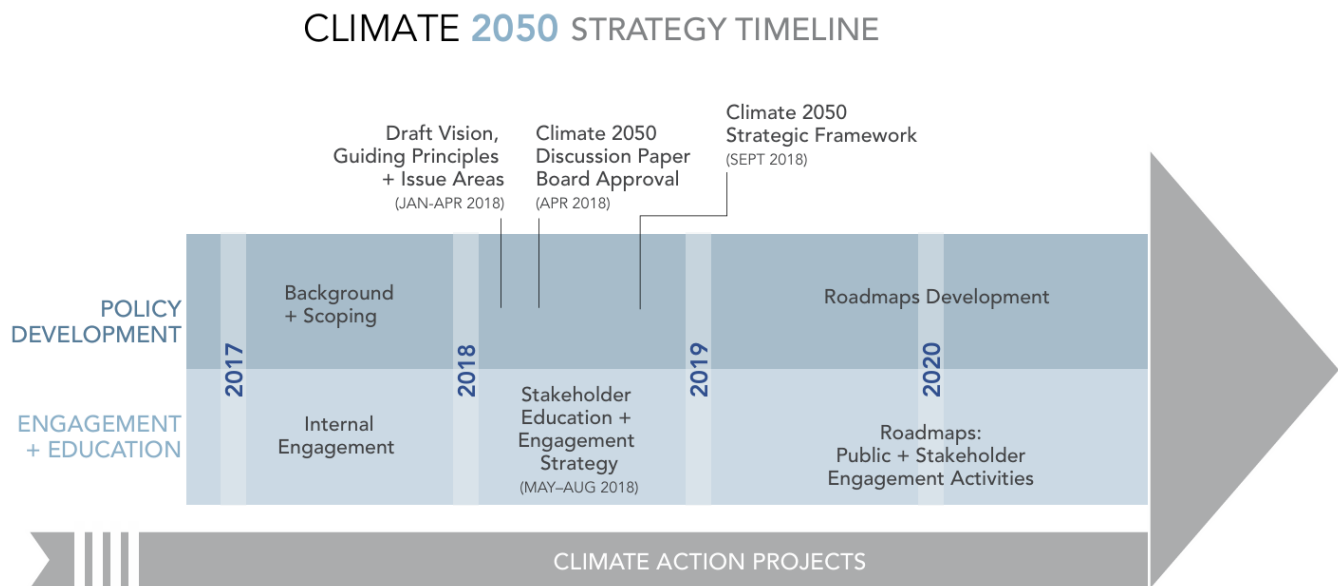 CLIMATE 2050 STRATEGY TIMELINE
Draft Vision,
Guiding Principles
+ Issue Areas
(JAN-APR 2018)
Climate 2050
Discussion Paper
Board Approval
(APR 2018)
Climate 2050
Strategic Framework
(SEPT 2018)
POLICY
DEVELOPMENT
2017
Background
+ Scoping
2018
2019
Roadmaps Development
2020
ENGAGEMENT
+ EDUCATION
Internal
Engagement
Stakeholder
Education +
Engagement
Strategy
(MAY–AUG 2018)
Roadmaps:
Public + Stakeholder
Engagement Activities
CLIMATE ACTION PROJECTS